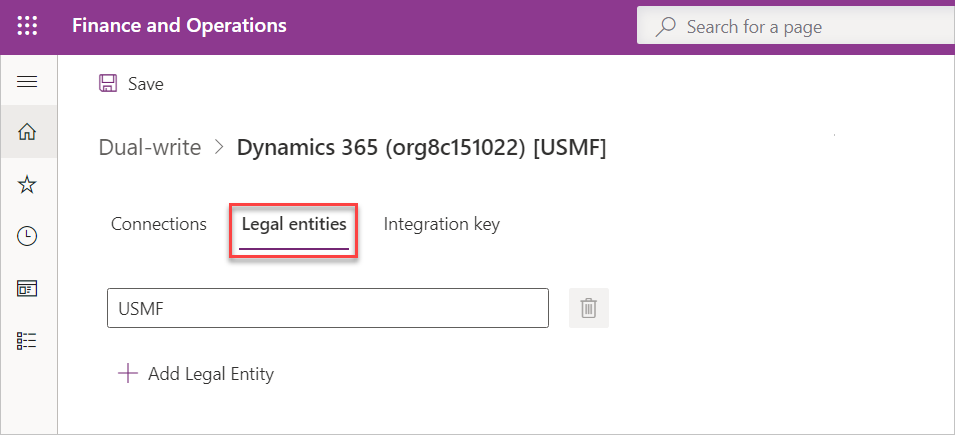 Finance and Operations
Search for a page
Save
Dual-write > Dynamics 365 (org8c151022) [USMF]
Connections Legal entities Integration key
USMF
Add Legal Entity